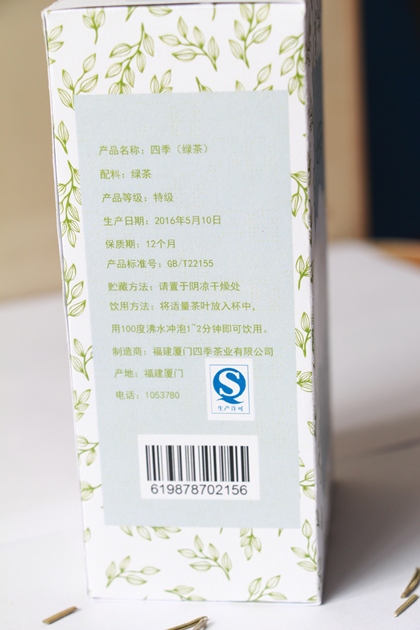 产品名称：四季（绿茶）
配料：绿茶
产品等级：特级
生产日期：2016年5月10日
保质期：12个月
产品标准号：GB/T22155
贮藏方法：请置于阴凉干燥处
饮用方法：将适量茶叶放入杯中，
用100度沸水冲泡1~2分钟即可饮用。
制造商：福建厦门四季茶业有限公司
产地：福建厦门
电话：1053780
S
生产许可
619878702156